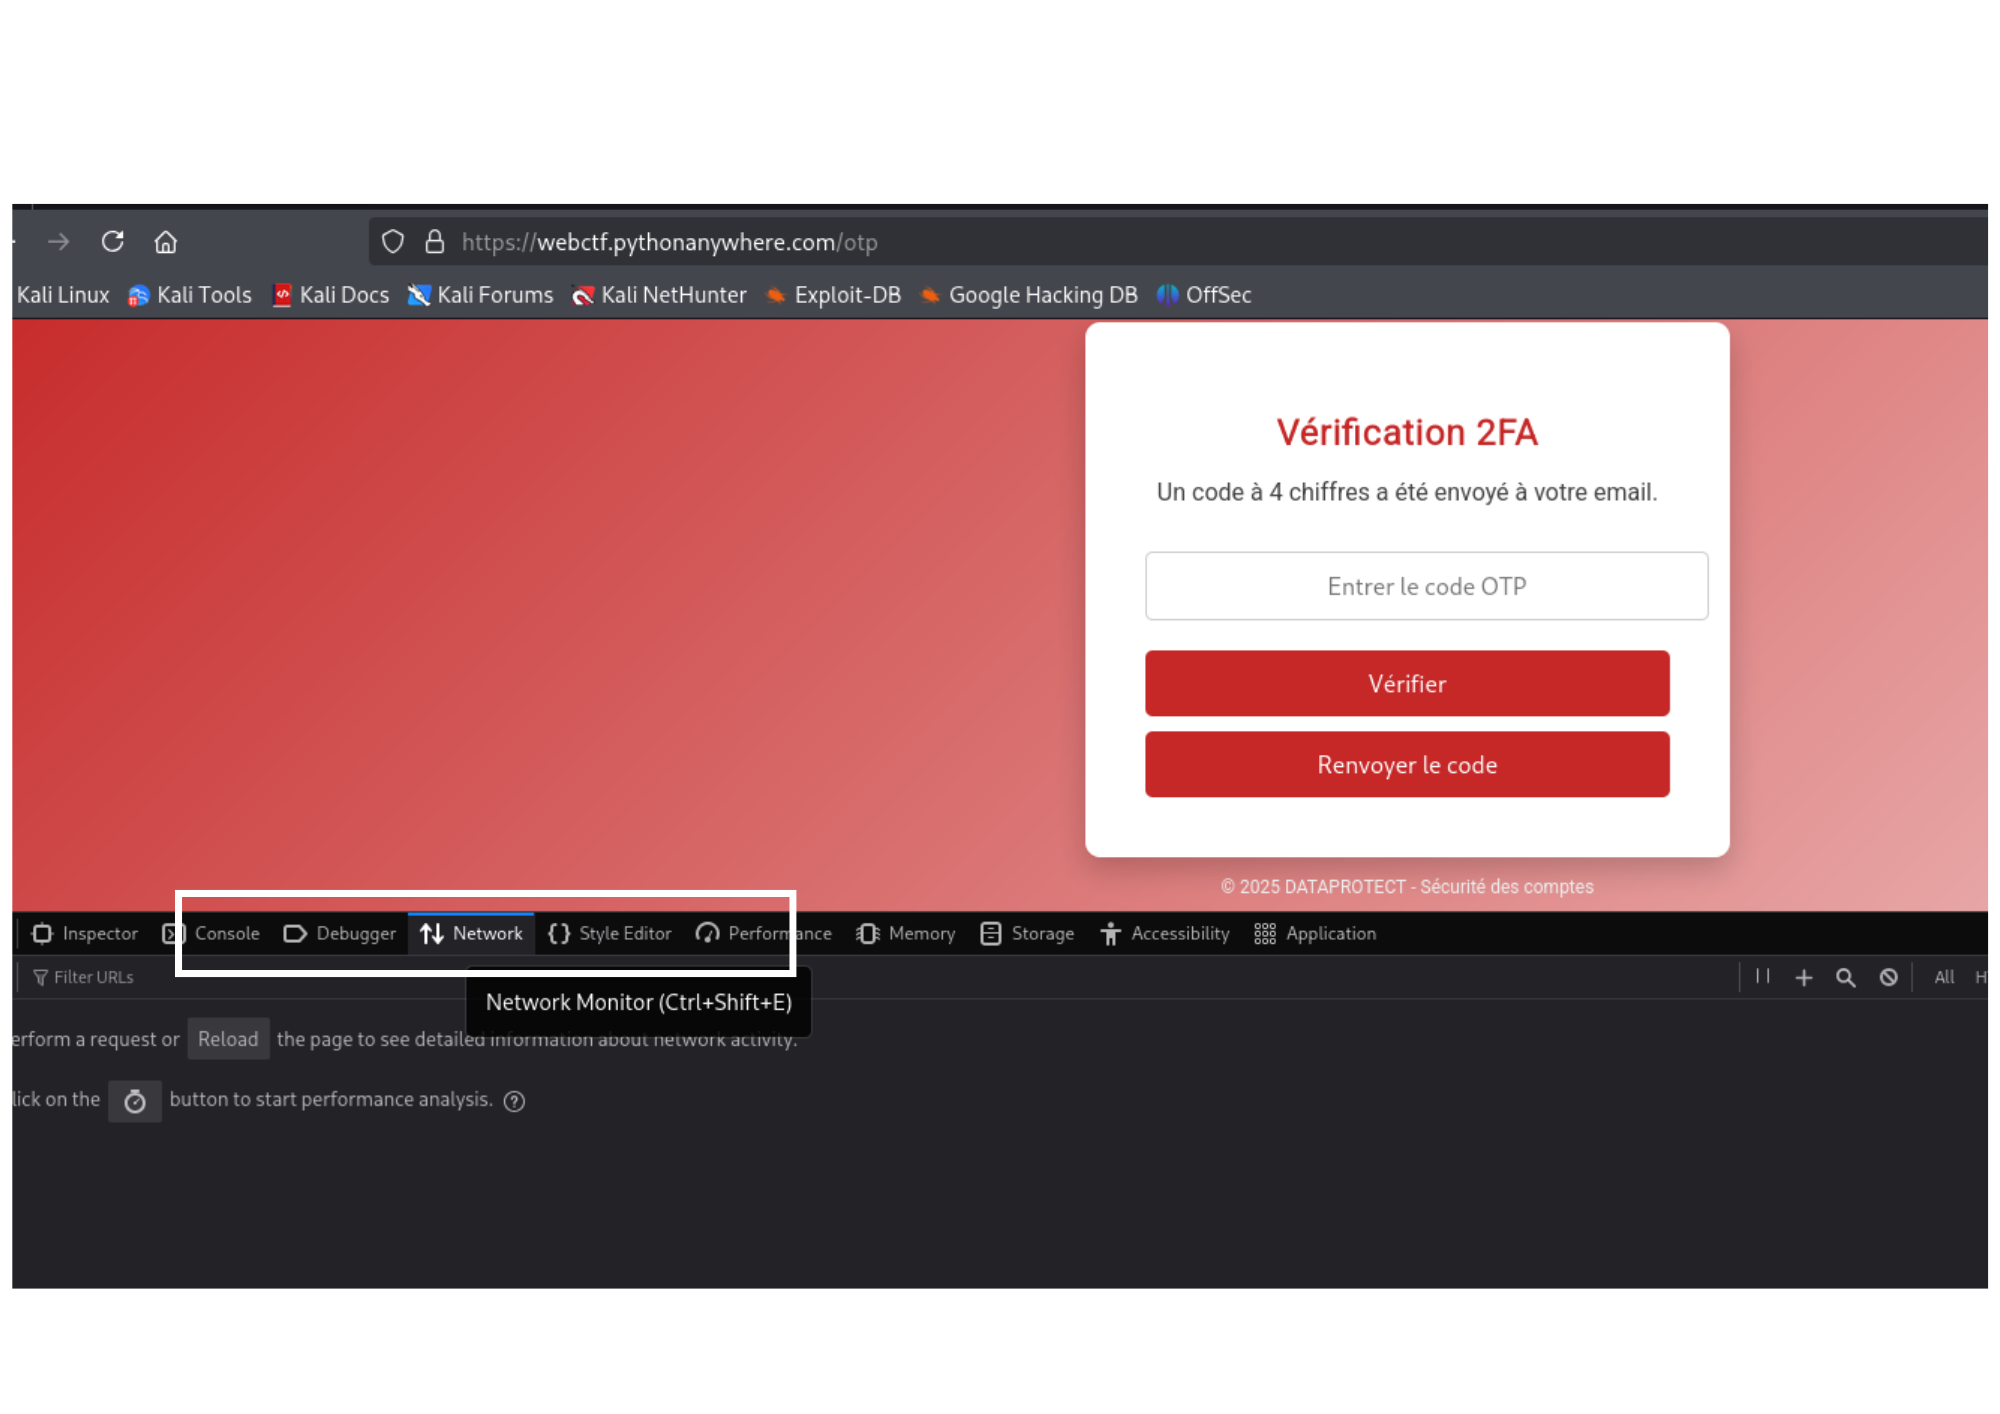 https://webctf.pythonanywhere.com/otp
Kali Linux Kali Tools Kali Docs Kali Forums Kali NetHunter Exploit-DB Google Hacking DB OffSec
Vérification 2FA
Un code à 4 chiffres a été envoyé à votre email.
Entrer le code OTP
Vérifier
Renvoyer le code
© 2025 DATAPROTECT - Sécurité des comptes
Inspector Console Debugger Network Style Editor Performance Memory Storage Accessibility Application
Filter URLs All H
Network Monitor (Ctrl+Shift+E)
erform a request or Reload the page to see detailed information about network activity.
lick on the button to start performance analysis.